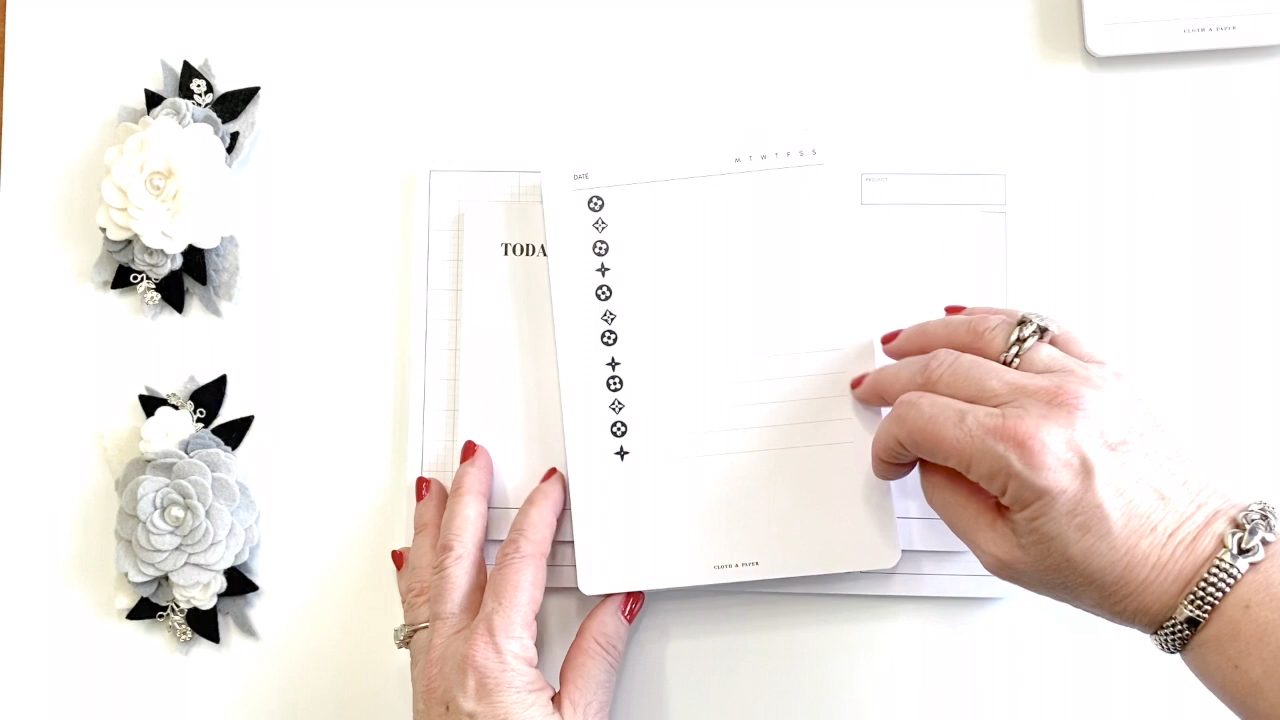 CLOTH & PAPER
M T W T F S S
DATE
PROJECT
TODA
CLOTH & PAPER